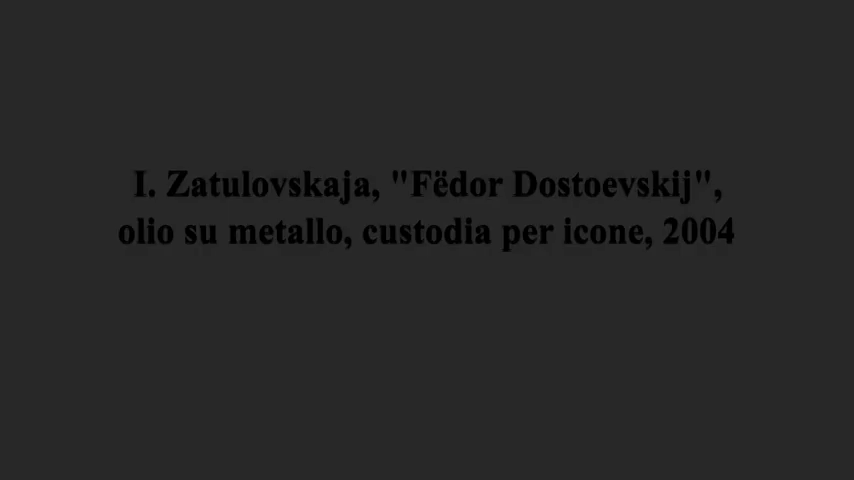 I. Zatulovskaja, "Fëdor Dostoevskij",
olio su metallo, custodia per icone, 2004